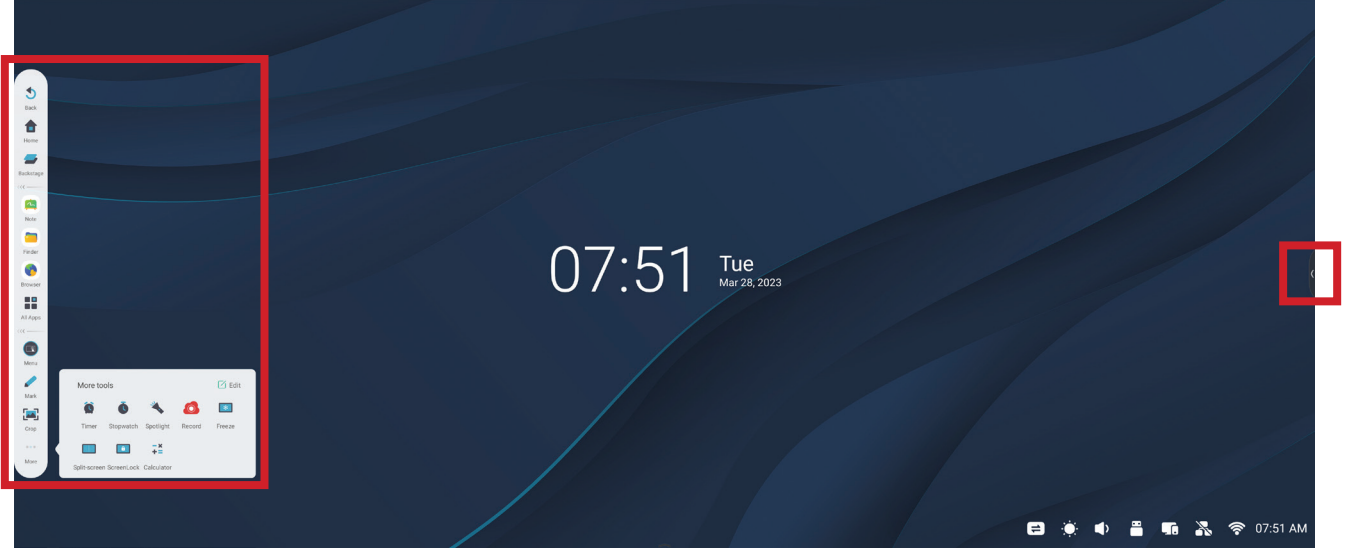 Back
Home
Backstage
Note
Finder
Browser
All Apps
Menu
Mark
Crop
More
More tools
Edit
Timer Stopwatch Spotlight Record Freeze
Split-screen ScreenLock Calculator
07:51
Tue
Mar 28, 2023
07:51 AM